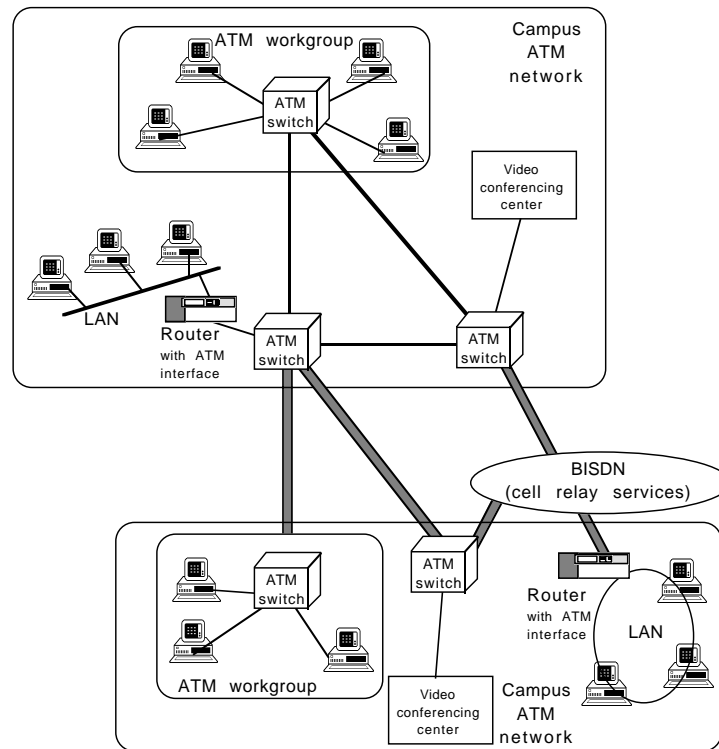 ATM workgroup
Campus
ATM
network
ATM
switch
Video
conferencing
center
LAN
Router
with ATM
interface
ATM
switch
ATM
switch
BISDN
(cell relay services)
ATM
switch
ATM
switch
Router
with ATM
interface
LAN
ATM workgroup
Video
conferencing
center
Campus
ATM
network